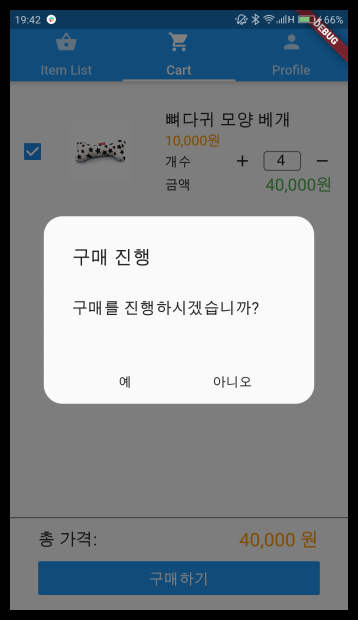 19:42 H 66%
DEBUG
Item List Cart Profile
뼈다귀 모양 베개
10,000원
개수 + 4 −
금액 40,000원
구매 진행
구매를 진행하시겠습니까?
예 아니오
총 가격: 40,000 원
구매하기